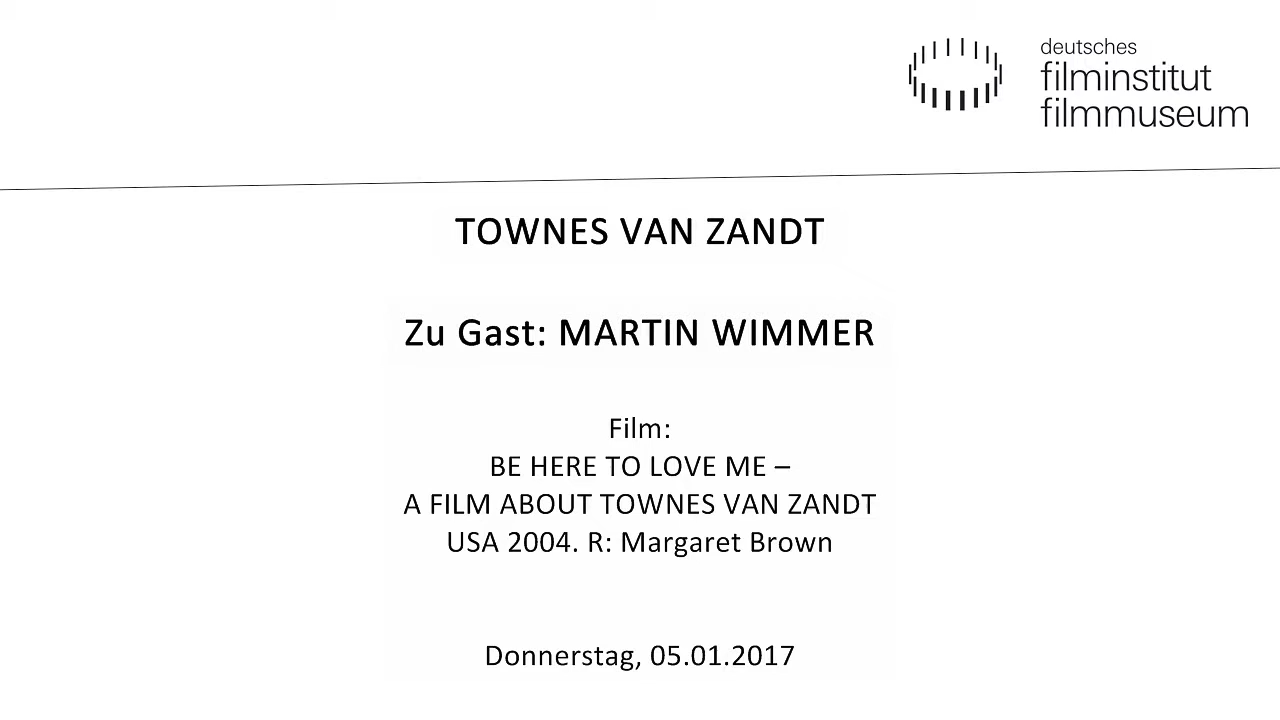 deutsches
filminstitut
filmmuseum
TOWNES VAN ZANDT
Zu Gast: MARTIN WIMMER
Film:
BE HERE TO LOVE ME –
A FILM ABOUT TOWNES VAN ZANDT
USA 2004. R: Margaret Brown
Donnerstag, 05.01.2017